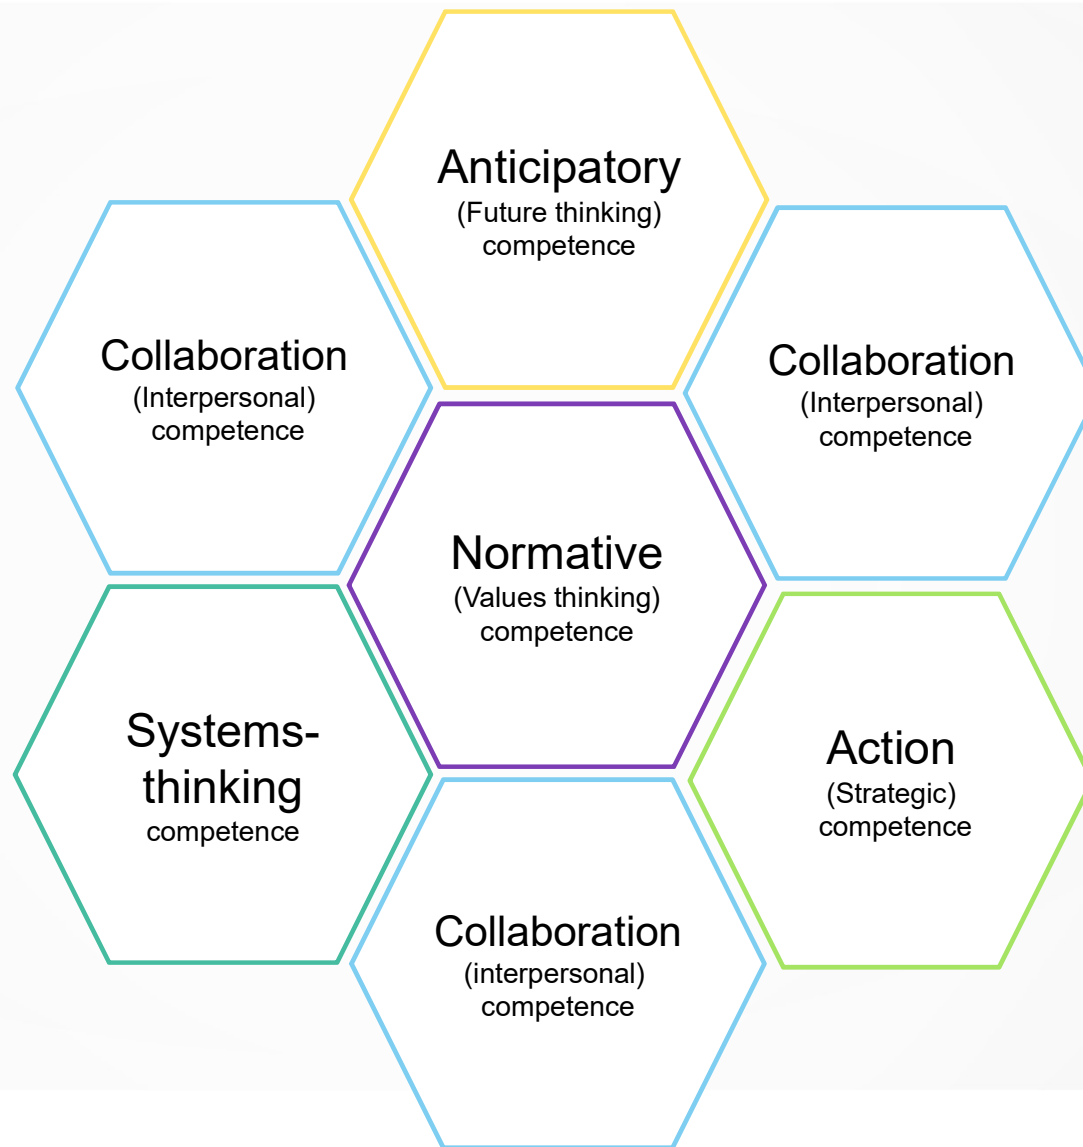 Anticipatory
(Future thinking)
competence
Collaboration
(Interpersonal)
competence
Collaboration
(Interpersonal)
competence
Normative
(Values thinking)
competence
Systems-
thinking
competence
Action
(Strategic)
competence
Collaboration
(interpersonal)
competence